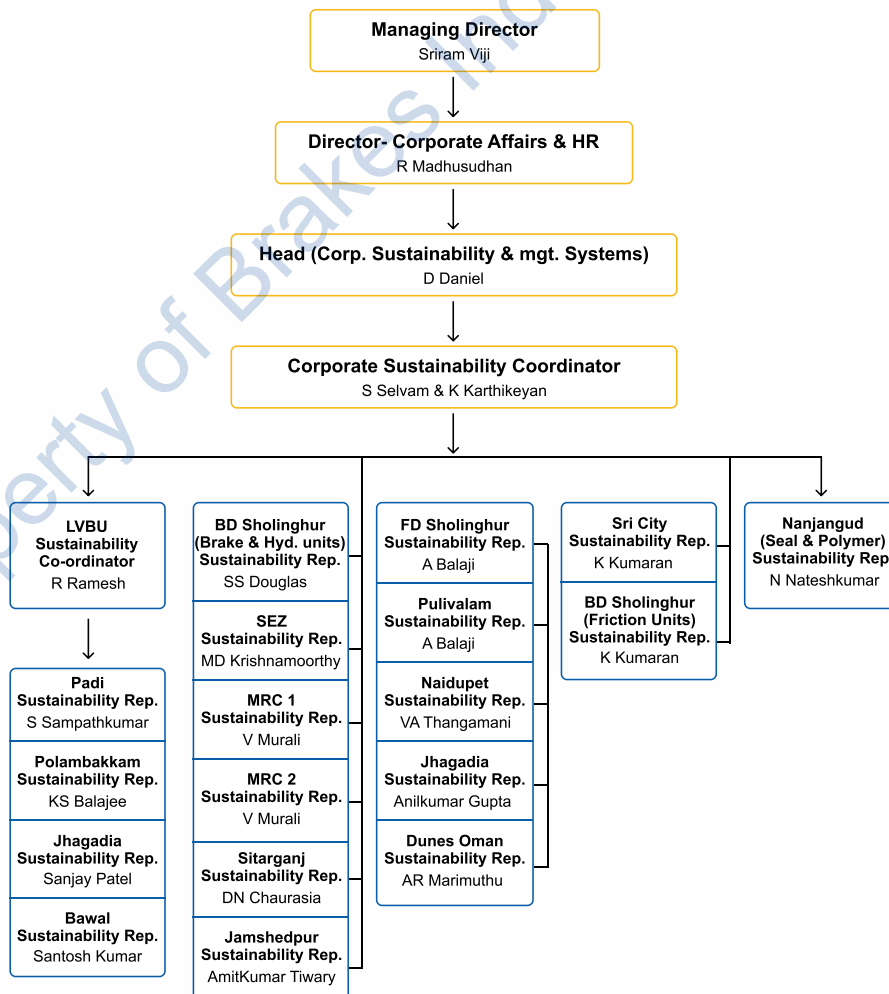 Managing Director
Sriram Viji
Director- Corporate Affairs & HR
R Madhusudhan
Head (Corp. Sustainability & mgt. Systems)
D Daniel
Corporate Sustainability Coordinator
S Selvam & K Karthikeyan
LVBU
Sustainability
Co-ordinator
R Ramesh
Padi
Sustainability Rep.
S Sampathkumar
Polambakkam
Sustainability Rep.
KS Balajee
Jhagadia
Sustainability Rep.
Sanjay Patel
Bawal
Sustainability Rep.
Santosh Kumar
BD Sholinghur
(Brake & Hyd. units)
Sustainability Rep.
SS Douglas
SEZ
Sustainability Rep.
MD Krishnamoorthy
MRC 1
Sustainability Rep.
V Murali
MRC 2
Sustainability Rep.
V Murali
Sitarganj
Sustainability Rep.
DN Chaurasia
Jamshedpur
Sustainability Rep.
AmitKumar Tiwary
FD Sholinghur
Sustainability Rep.
A Balaji
Pulivalam
Sustainability Rep.
A Balaji
Naidupet
Sustainability Rep.
VA Thangamani
Jhagadia
Sustainability Rep.
Anilkumar Gupta
Dunes Oman
Sustainability Rep.
AR Marimuthu
Sri City
Sustainability Rep.
K Kumaran
BD Sholinghur
(Friction Units)
Sustainability Rep.
K Kumaran
Nanjangud
(Seal & Polymer)
Sustainability Rep
N Nateshkumar
perty of Brakes Ind